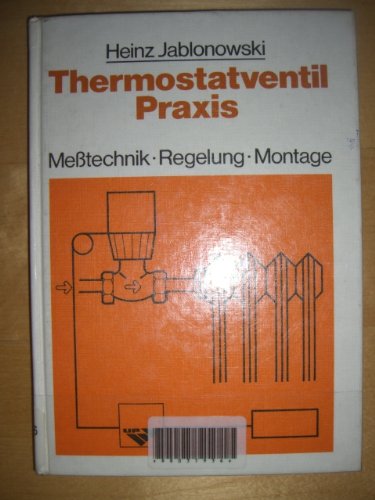 Heinz Jablonowski
Thermostatventil
Praxis
Meßtechnik · Regelung · Montage